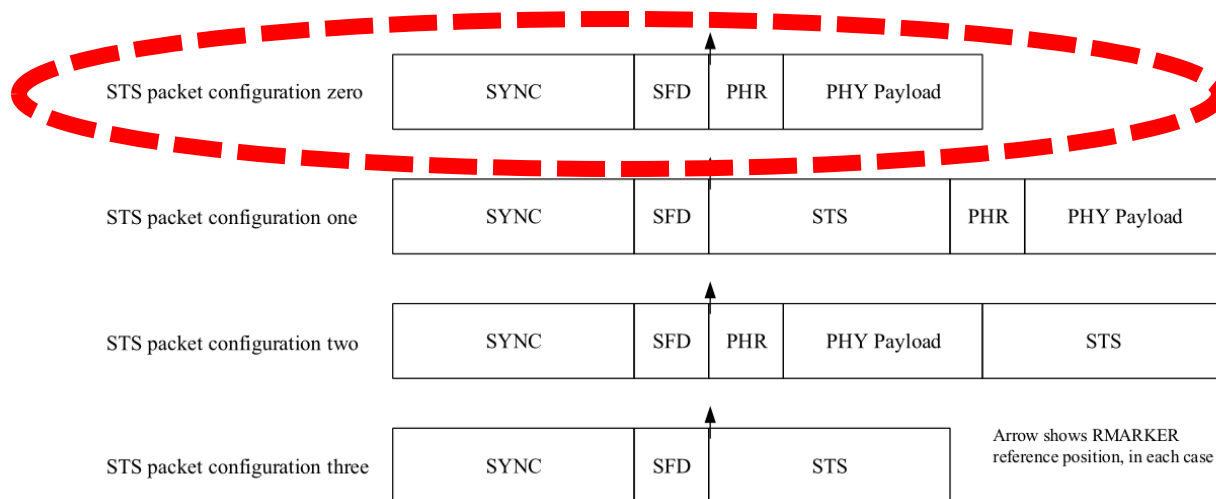 STS packet configuration zero SYNC SFD PHR PHY Payload
STS packet configuration one SYNC SFD STS PHR PHY Payload
STS packet configuration two SYNC SFD PHR PHY Payload STS
STS packet configuration three SYNC SFD STS
Arrow shows RMARKER
reference position, in each case